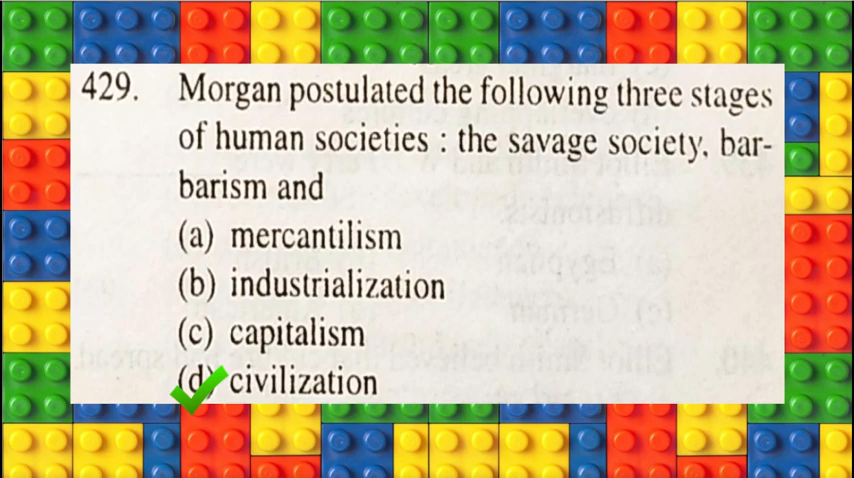 429. Morgan postulated the following three stages
of human societies : the savage society, bar-
barism and
(a) mercantilism
(b) industrialization
(c) capitalism
(d) civilization